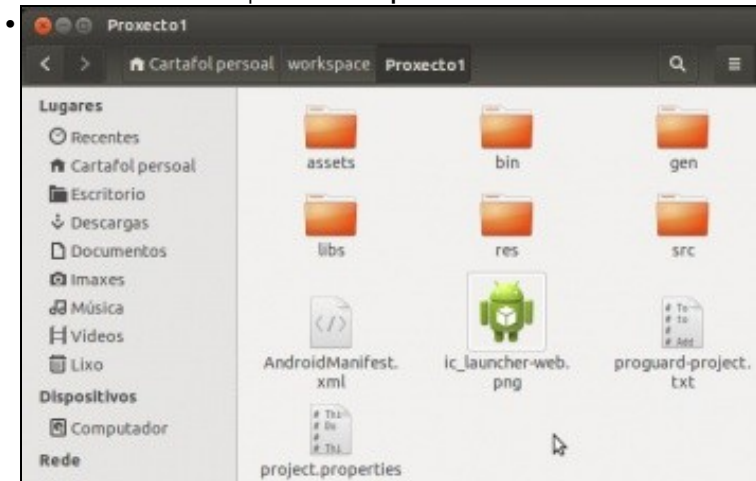 Proxecto1
Cartafol persoal workspace Proxecto1
Lugares
Recentes
Cartafol persoal
Escritorio
Descargas
Documentos
Imaxes
Música
Vídeos
Lixo
Dispositivos
Computador
Rede
assets bin gen
libs res src
AndroidManifest.
xml
ic_launcher-web.
png
proguard-project.
txt
project.properties